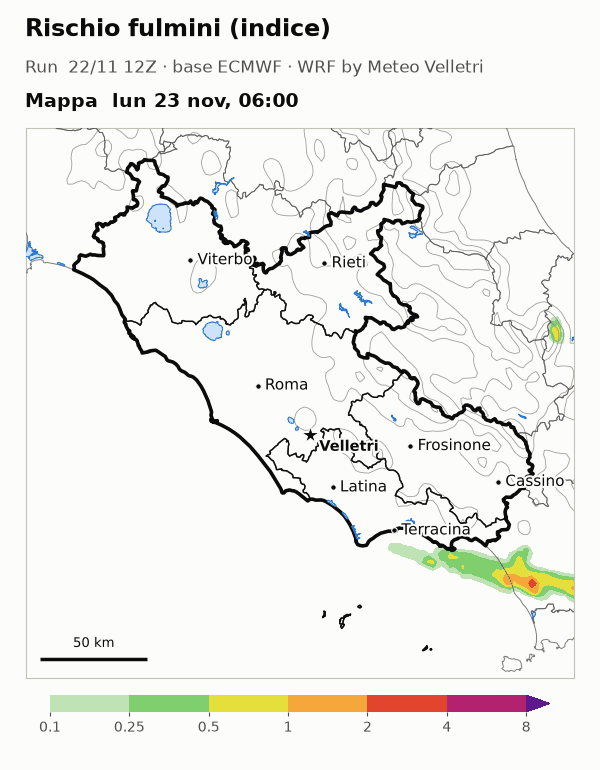 Rischio fulmini (indice)
Run  22/11 12Z · base ECMWF · WRF by Meteo Velletri
Mappa  lun 23 nov, 06:00
Viterbo
Rieti
Roma
Velletri
Frosinone
Latina
Cassino
Terracina
50 km
0.1 0.25 0.5 1 2 4 8